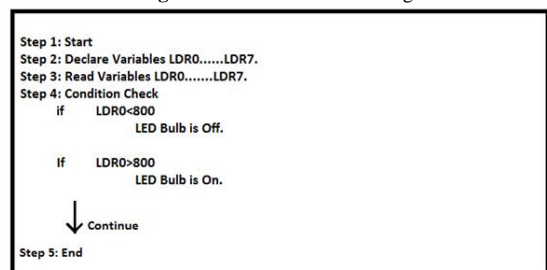 Step 1: Start
Step 2: Declare Variables LDR0......LDR7.
Step 3: Read Variables LDR0.......LDR7.
Step 4: Condition Check
if LDR0<800
LED Bulb is Off.
If LDR0>800
LED Bulb is On.
Continue
Step 5: End